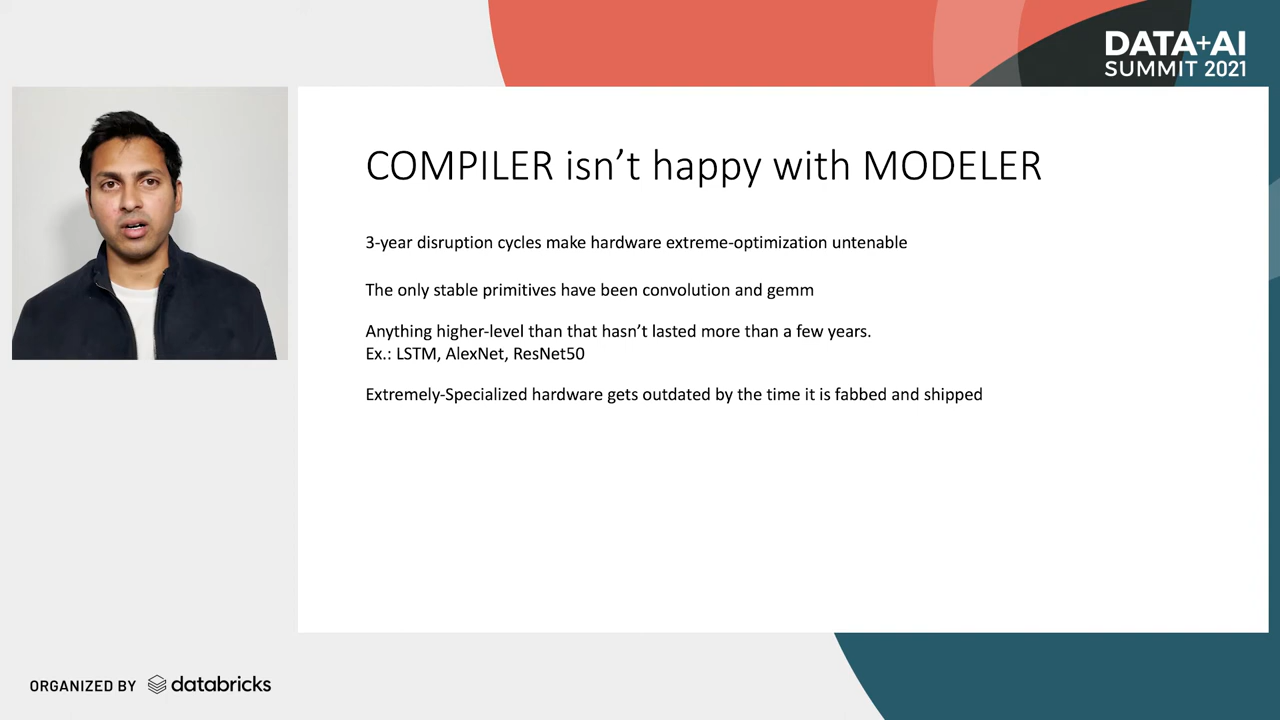 DATA+AI
SUMMIT 2021
COMPILER isn’t happy with MODELER
3-year disruption cycles make hardware extreme-optimization untenable
The only stable primitives have been convolution and gemm
Anything higher-level than that hasn’t lasted more than a few years.
Ex.: LSTM, AlexNet, ResNet50
Extremely-Specialized hardware gets outdated by the time it is fabbed and shipped
ORGANIZED BY databricks